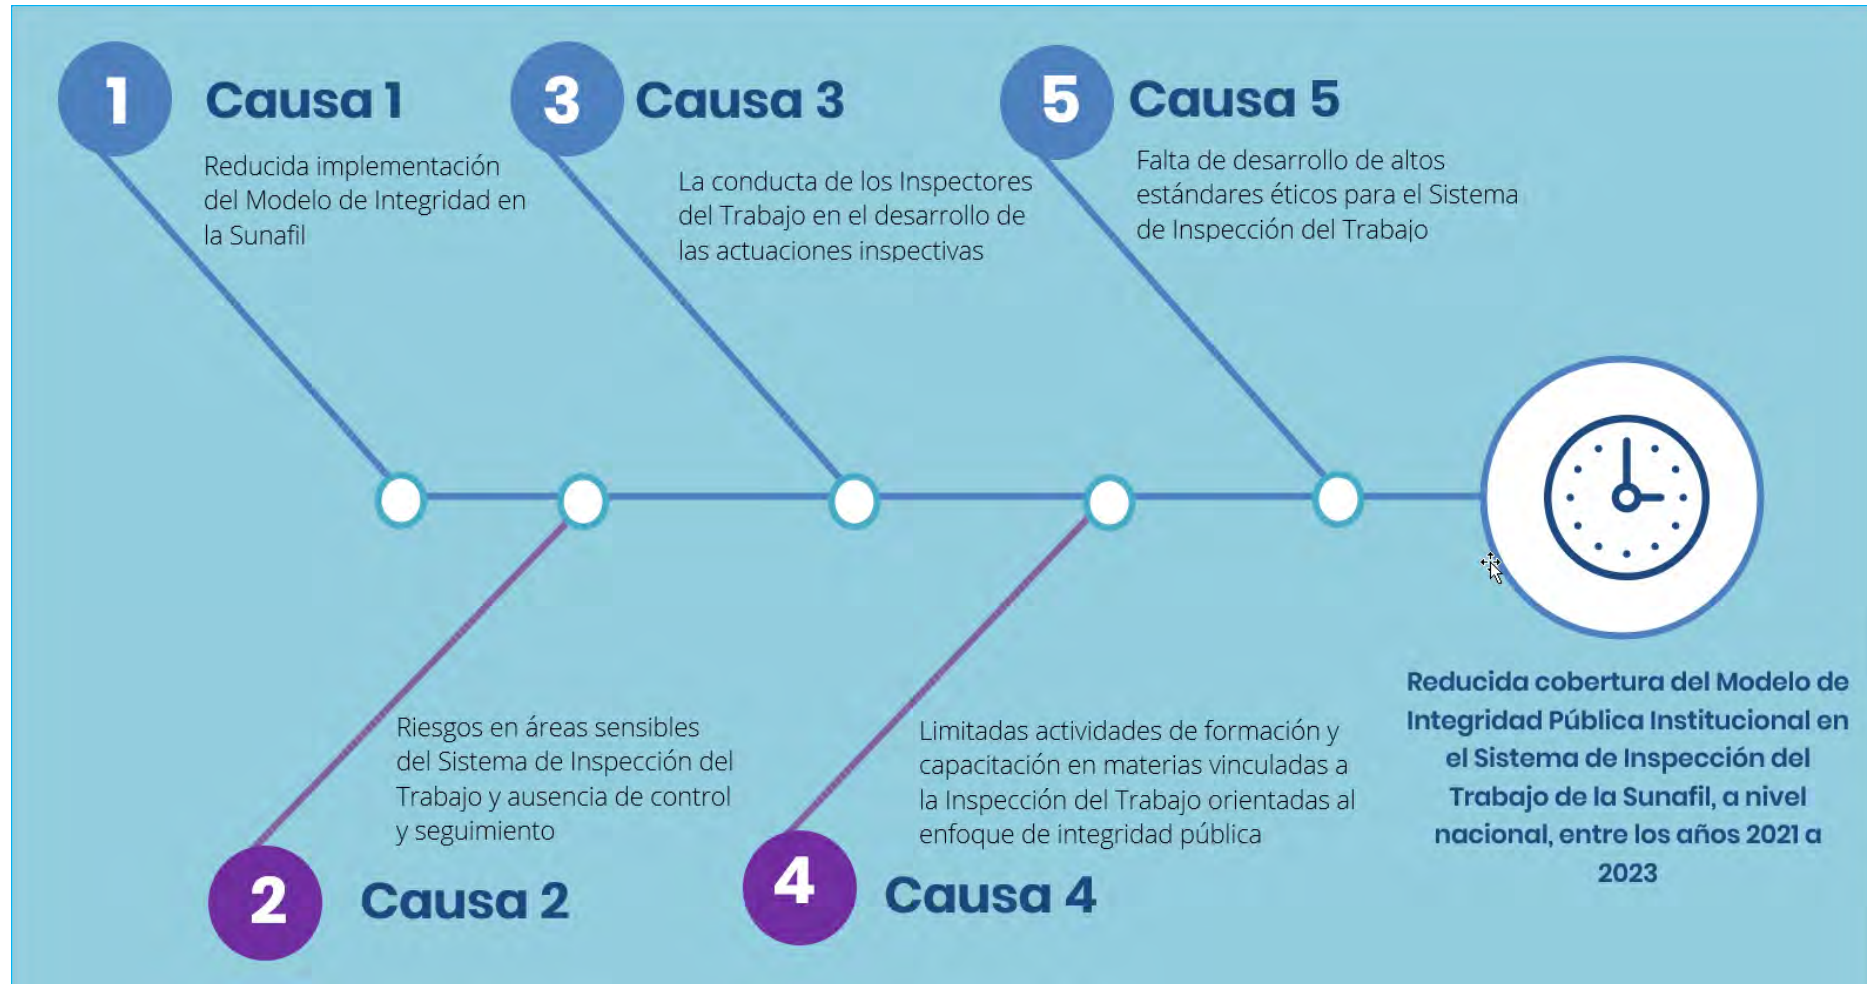 1
Causa 1
Reducida implementación
del Modelo de Integridad en
la Sunafil
3
Causa 3
La conducta de los Inspectores
del Trabajo en el desarrollo de
las actuaciones inspectivas
5
Causa 5
Falta de desarrollo de altos
estándares éticos para el Sistema
de Inspección del Trabajo
Riesgos en áreas sensibles
del Sistema de Inspección del
Trabajo y ausencia de control
y seguimiento
2
Causa 2
Limitadas actividades de formación y
capacitación en materias vinculadas a
la Inspección del Trabajo orientadas al
enfoque de integridad pública
4
Causa 4
Reducida cobertura del Modelo de
Integridad Pública Institucional en
el Sistema de Inspección del
Trabajo de la Sunafil, a nivel
nacional, entre los años 2021 a
2023